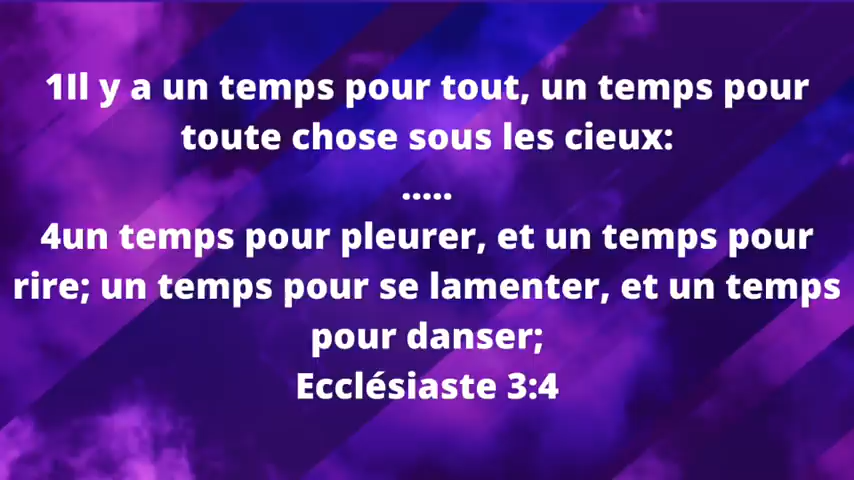 1Il y a un temps pour tout, un temps pour
toute chose sous les cieux:
.....
4un temps pour pleurer, et un temps pour
rire; un temps pour se lamenter, et un temps
pour danser;
Ecclésiaste 3:4